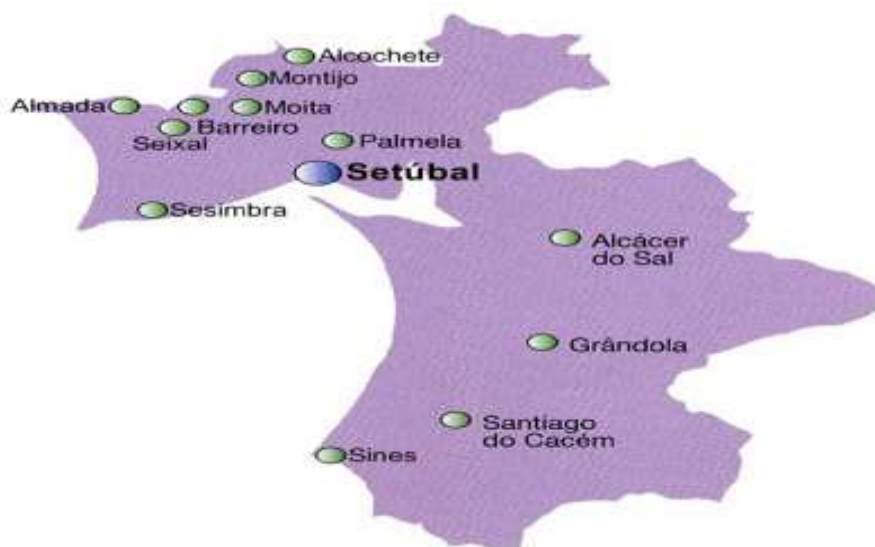 Alcochete
Montijo
Almada
Moita
Barreiro
Seixal
Palmela
Setúbal
Sesimbra
Alcácer
do Sal
Grândola
Santiago
do Cacém
Sines